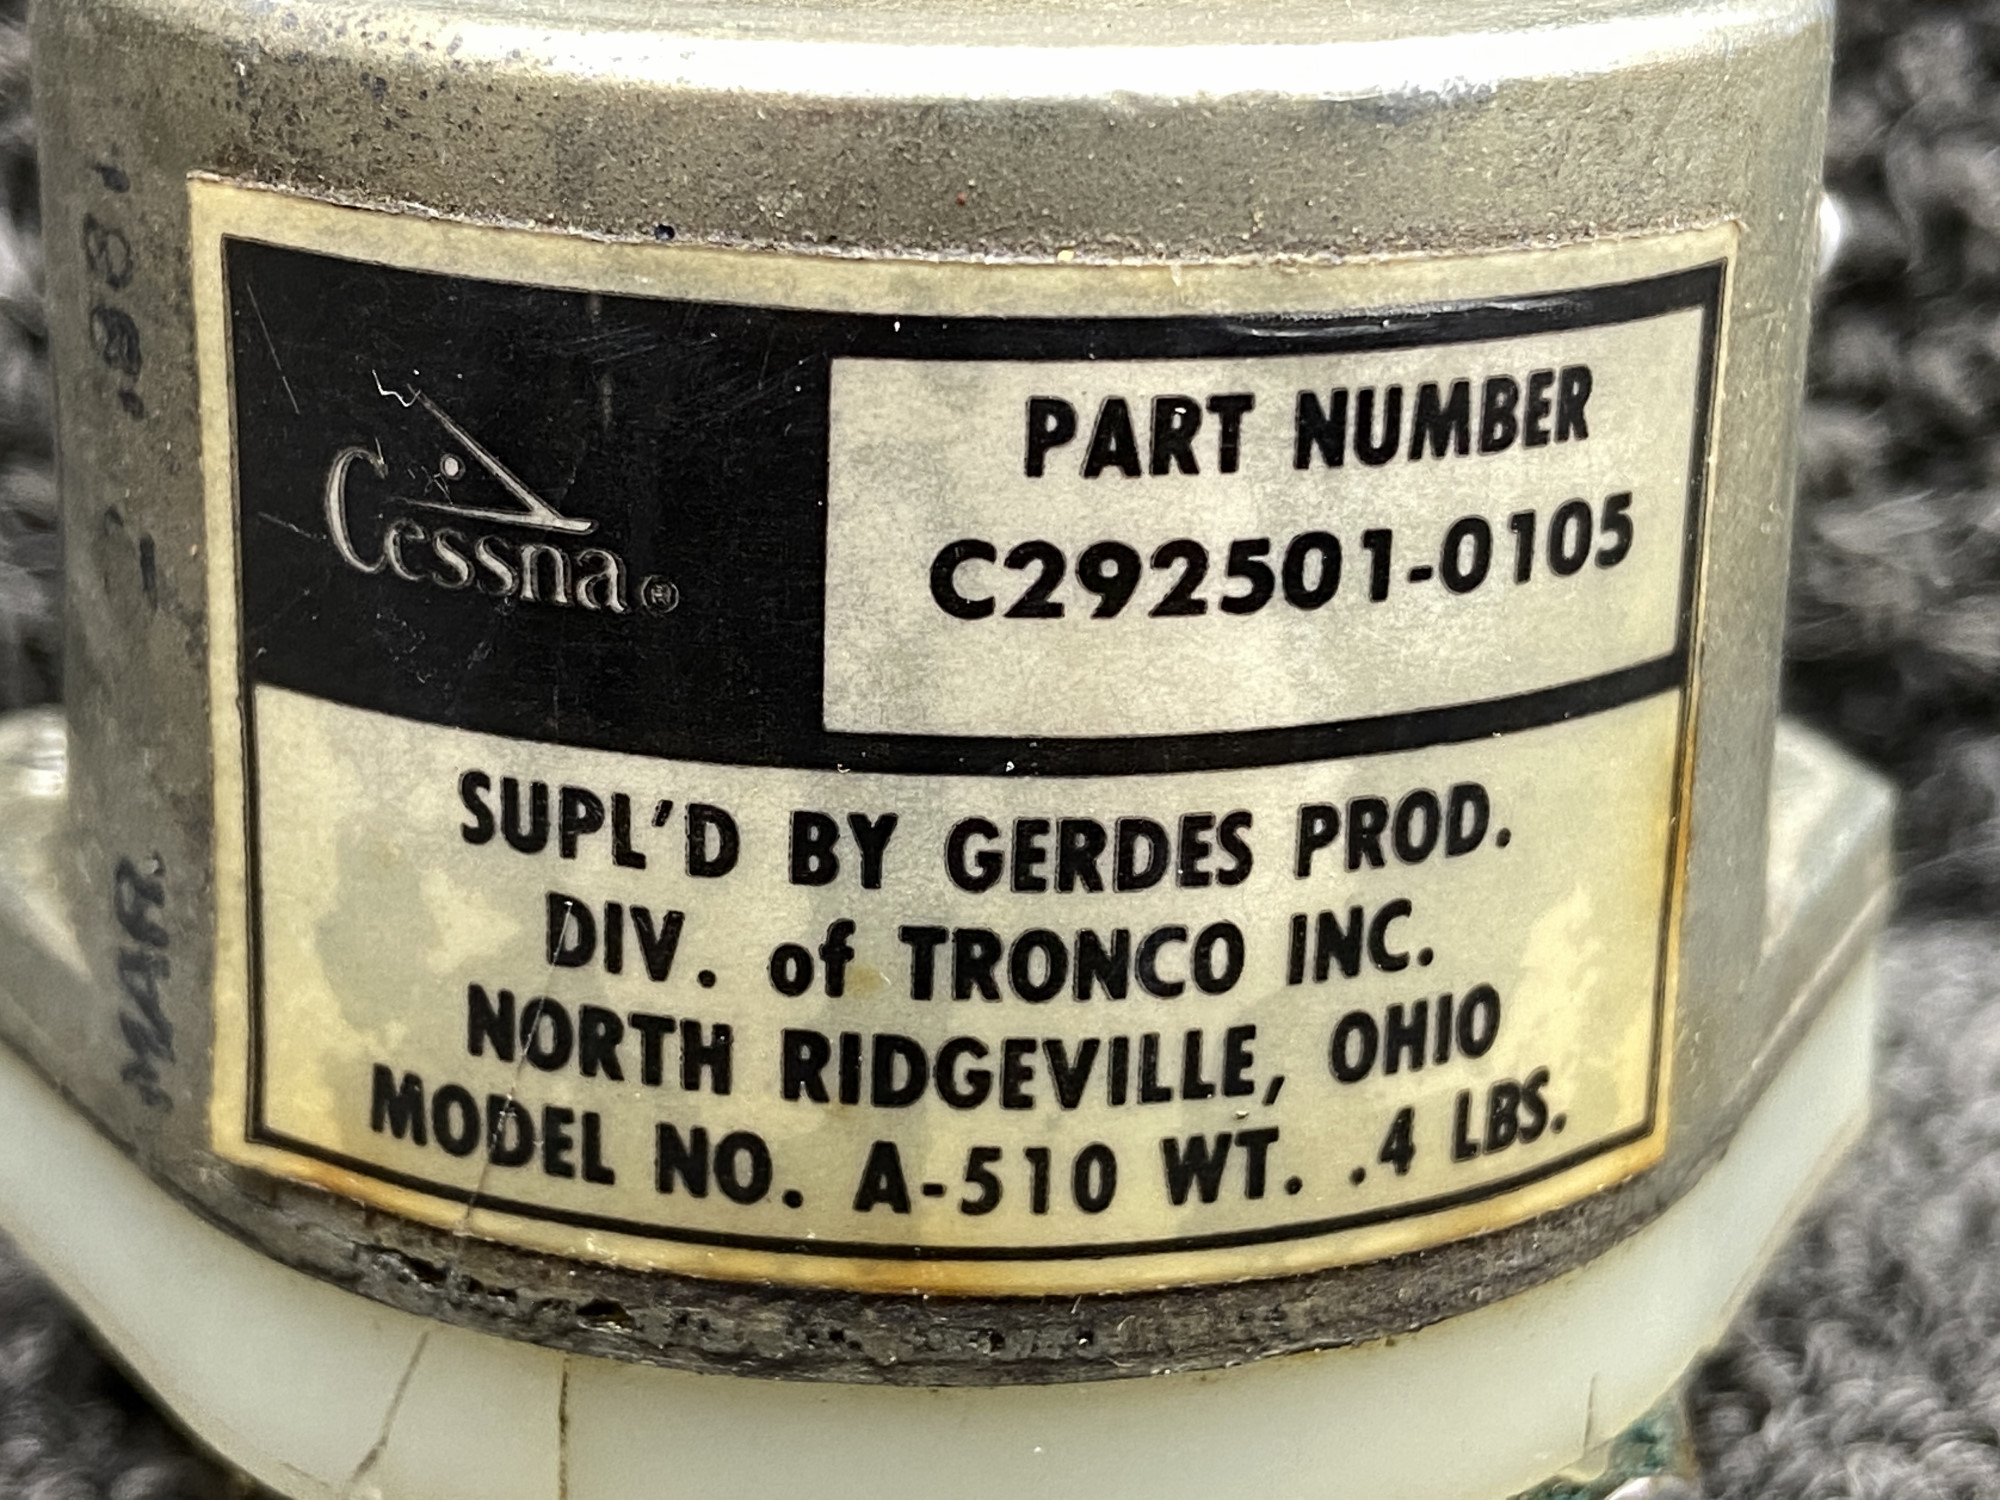 Cessna®
PART NUMBER
C292501-0105
SUPL'D BY GERDES PROD.
DIV. of TRONCO INC.
NORTH RIDGEVILLE, OHIO
MODEL NO. A-510 WT. .4 LBS.
MAR.